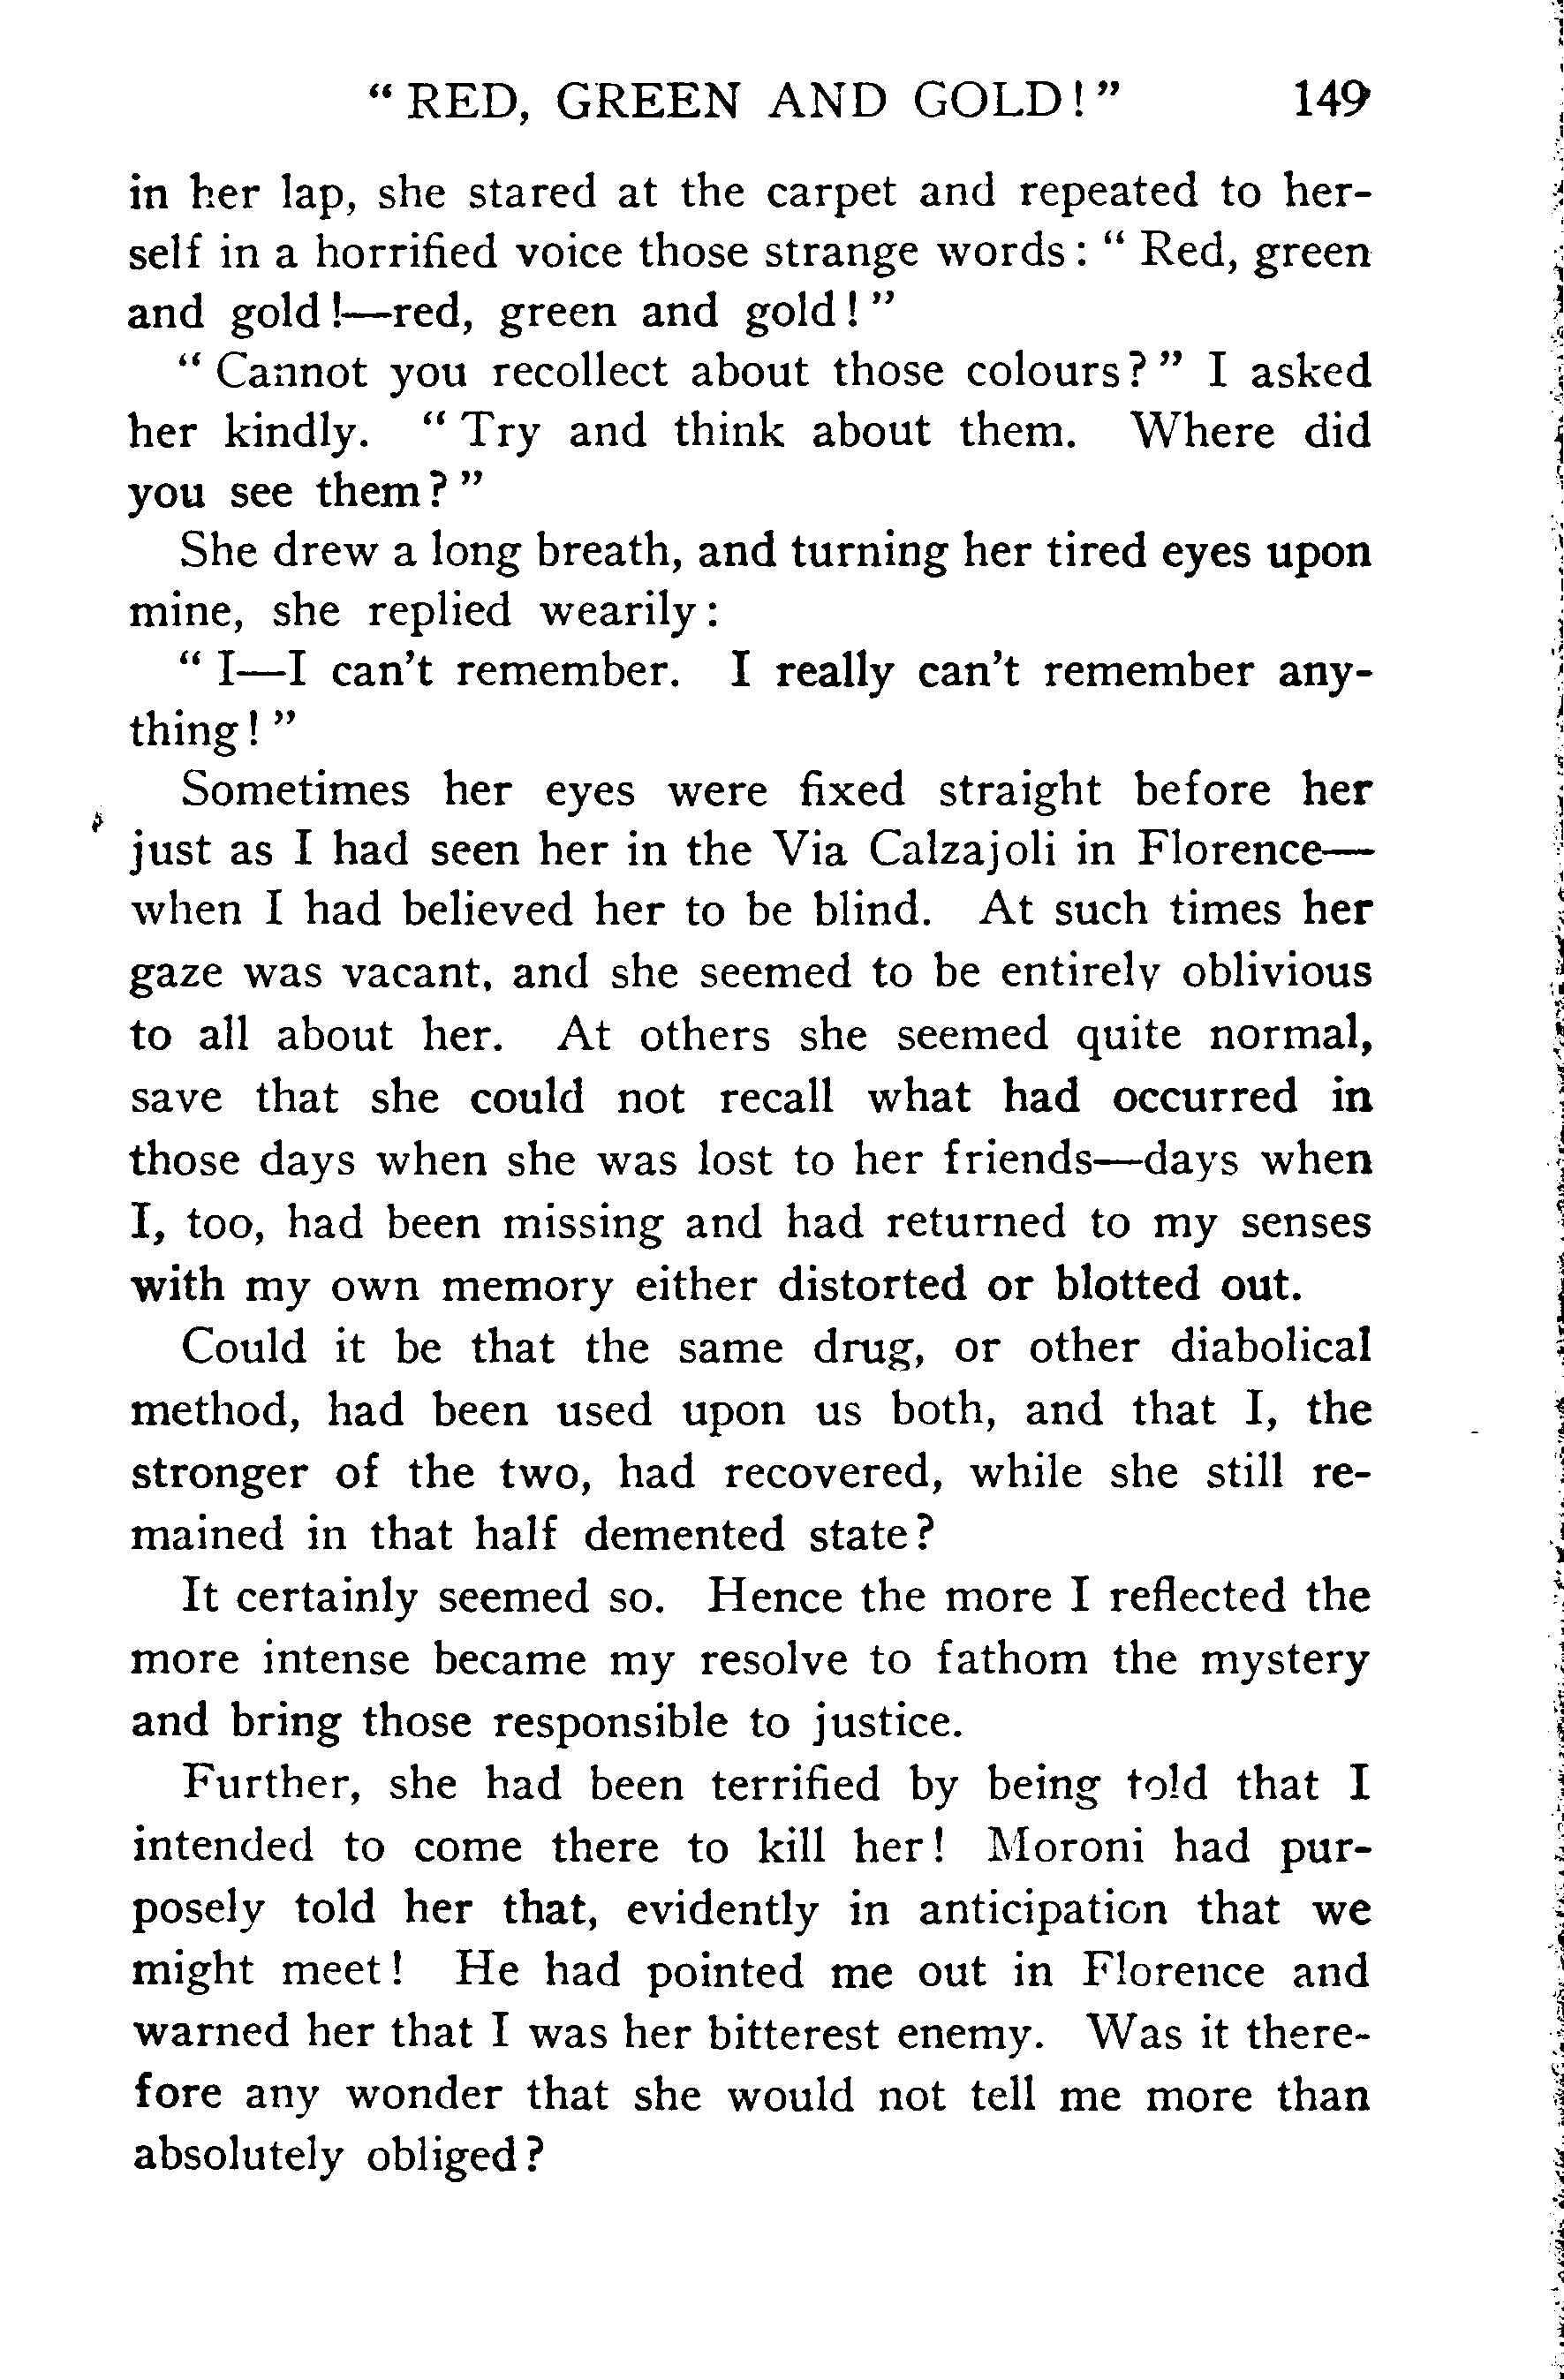 “ RED, GREEN AND GOLD! ” 149
in her lap, she stared at the carpet and repeated to her-
self in a horrified voice those strange words: “ Red, green
and gold!—red, green and gold! ”
“ Cannot you recollect about those colours? ” I asked
her kindly. “ Try and think about them. Where did
you see them? ”
She drew a long breath, and turning her tired eyes upon
mine, she replied wearily:
“ I—I can't remember. I really can't remember any-
thing! ”
Sometimes her eyes were fixed straight before her
just as I had seen her in the Via Calzajoli in Florence—
when I had believed her to be blind. At such times her
gaze was vacant, and she seemed to be entirely oblivious
to all about her. At others she seemed quite normal,
save that she could not recall what had occurred in
those days when she was lost to her friends—days when
I, too, had been missing and had returned to my senses
with my own memory either distorted or blotted out.
Could it be that the same drug, or other diabolical
method, had been used upon us both, and that I, the
stronger of the two, had recovered, while she still re-
mained in that half demented state?
It certainly seemed so. Hence the more I reflected the
more intense became my resolve to fathom the mystery
and bring those responsible to justice.
Further, she had been terrified by being told that I
intended to come there to kill her! Moroni had pur-
posely told her that, evidently in anticipation that we
might meet! He had pointed me out in Florence and
warned her that I was her bitterest enemy. Was it there-
fore any wonder that she would not tell me more than
absolutely obliged?